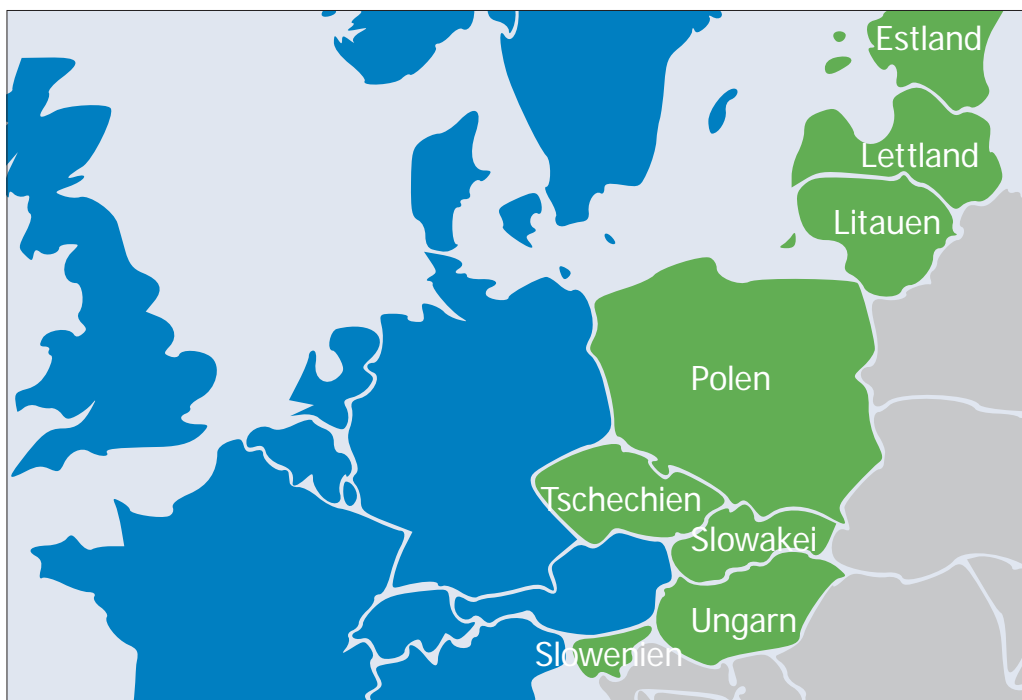 Estland
Lettland
Litauen
Polen
Tschechien
Slowakei
Ungarn
Slowenien